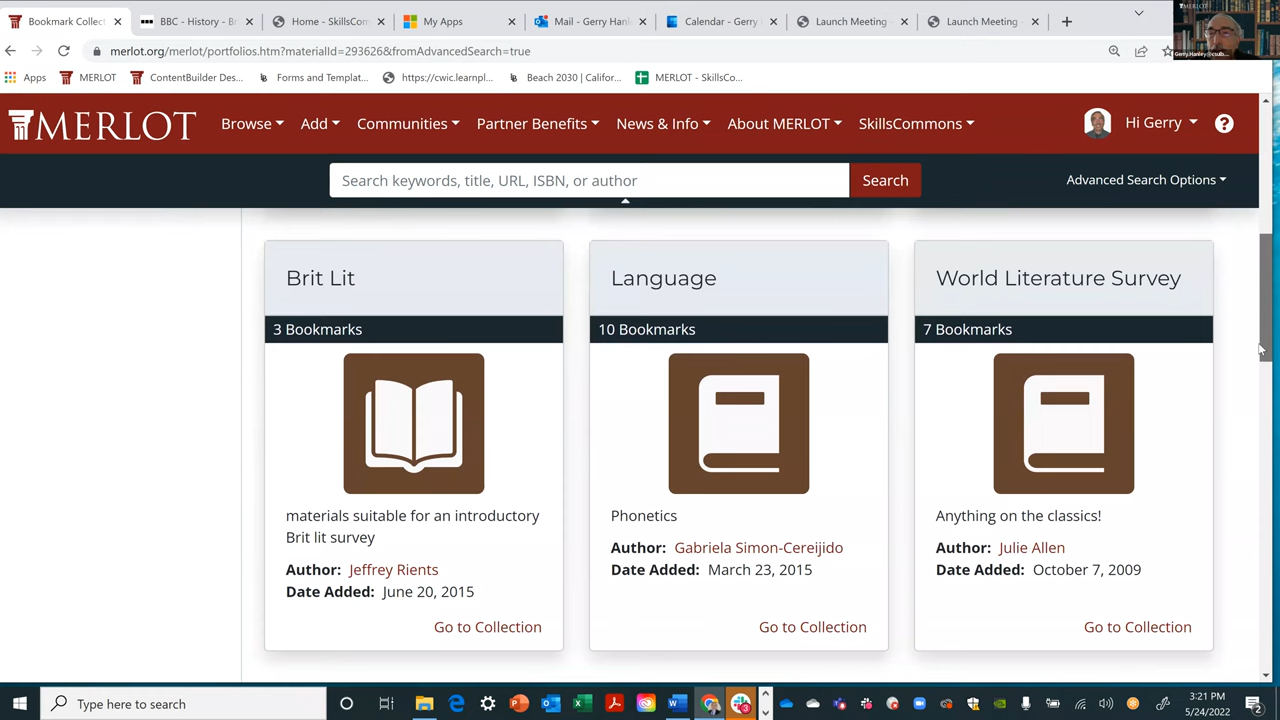 Bookmark Collect
BBC - History - Br
Home - SkillsCom
My Apps
Mail - Gerry Hanl
Calendar - Gerry
Launch Meeting -
Launch Meeting -
merlot.org/merlot/portfolios.htm?materialId=293626&fromAdvancedSearch=true
MERLOT
Gerry.Hanley@csulb....
Apps
MERLOT
ContentBuilder Des...
Forms and Templat...
https://cwic.learnpl...
Beach 2030 | Califor...
MERLOT - SkillsCo...
MERLOT
Browse
Add
Communities
Partner Benefits
News & Info
About MERLOT
SkillsCommons
Hi Gerry
?
Search keywords, title, URL, ISBN, or author
Search
Advanced Search Options
Brit Lit
3 Bookmarks
materials suitable for an introductory
Brit lit survey
Author: Jeffrey Rients
Date Added: June 20, 2015
Go to Collection
Language
10 Bookmarks
Phonetics
Author: Gabriela Simon-Cereijido
Date Added: March 23, 2015
Go to Collection
World Literature Survey
7 Bookmarks
Anything on the classics!
Author: Julie Allen
Date Added: October 7, 2009
Go to Collection
Type here to search
3:21 PM
5/24/2022
2